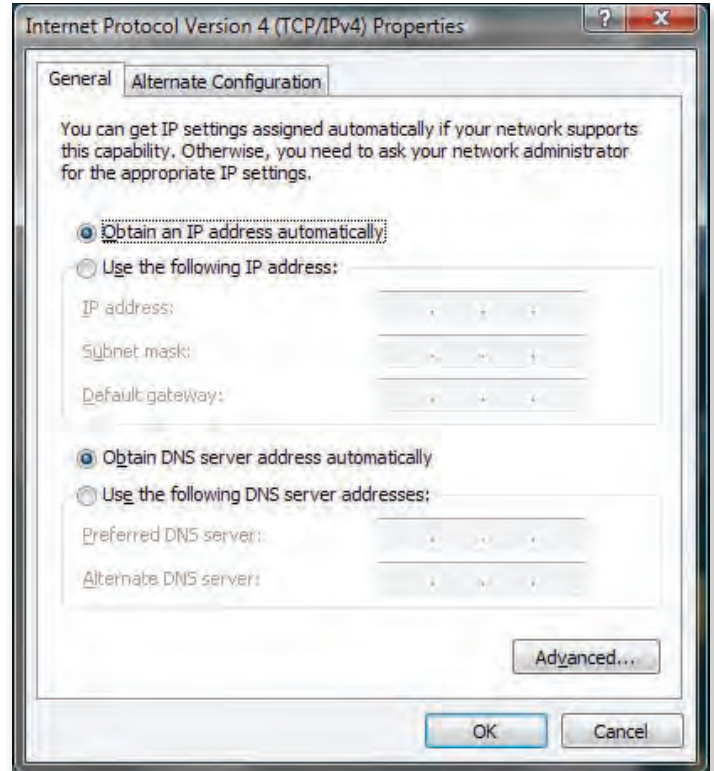 Internet Protocol Version 4 (TCP/IPv4) Properties
General
Alternate Configuration
You can get IP settings assigned automatically if your network supports
this capability. Otherwise, you need to ask your network administrator
for the appropriate IP settings.
Obtain an IP address automatically
Use the following IP address:
IP address:
Subnet mask:
Default gateway:
Obtain DNS server address automatically
Use the following DNS server addresses:
Preferred DNS server:
Alternate DNS server:
Advanced...
OK
Cancel